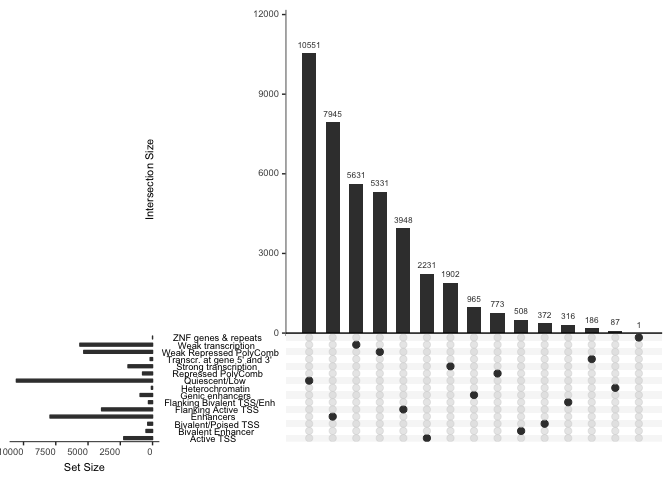 12000
10551
9000
7945
6000
5631
5331
3948
3000
2231
1902
965
773
508
372
316
186
87
1
0
Intersection Size
ZNF genes & repeats
Weak transcription
Weak Repressed PolyComb
Transcr. at gene 5' and 3'
Strong transcription
Repressed PolyComb
Quiescent/Low
Heterochromatin
Genic enhancers
Flanking Bivalent TSS/Enh
Flanking Active TSS
Enhancers
Bivalent/Poised TSS
Bivalent Enhancer
Active TSS
10000 7500 5000 2500 0
Set Size